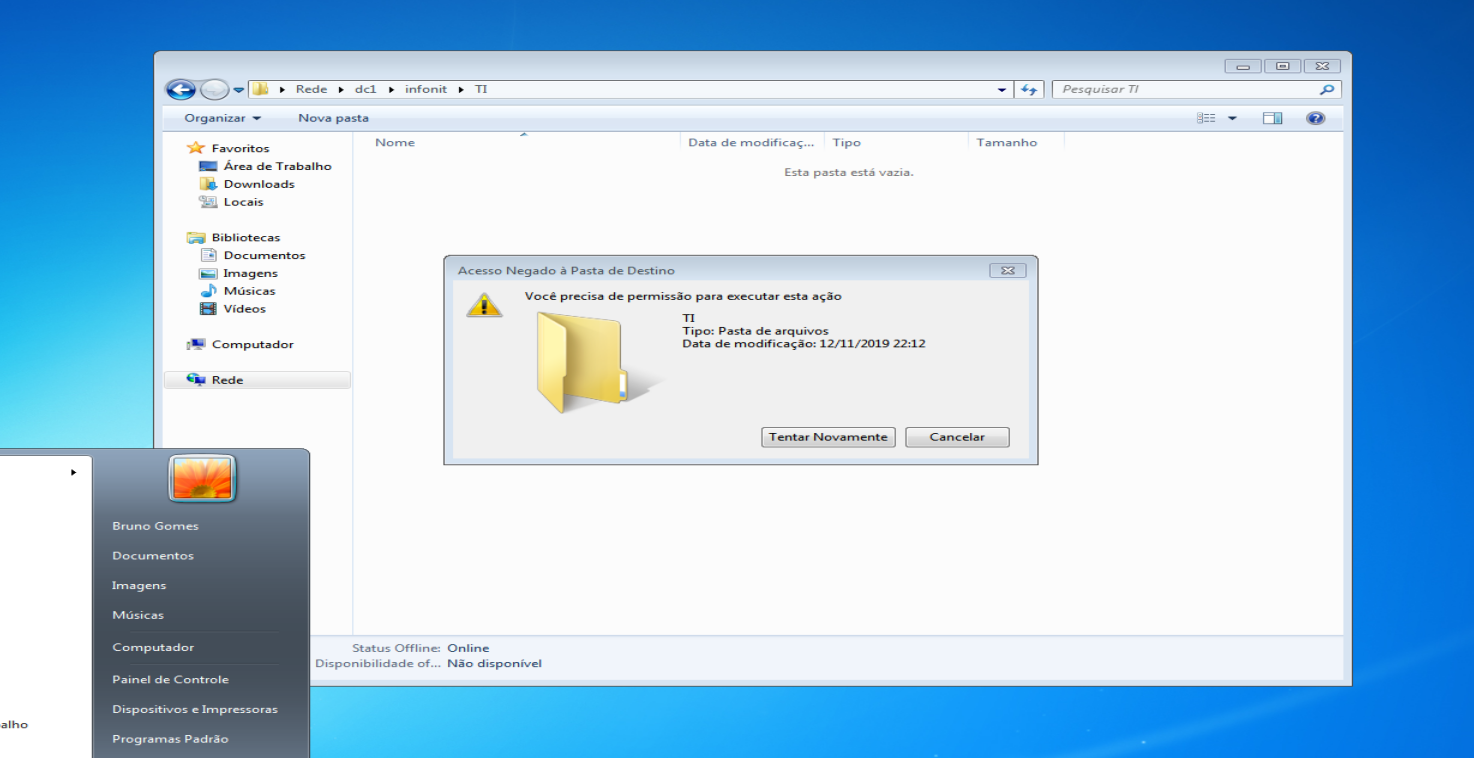 Rede dc1 infonit TI
Pesquisar TI
Organizar Nova pasta
Favoritos
Área de Trabalho
Downloads
Locais
Bibliotecas
Documentos
Imagens
Músicas
Vídeos
Computador
Rede
Nome Data de modificaç... Tipo Tamanho
Esta pasta está vazia.
Acesso Negado à Pasta de Destino
Você precisa de permissão para executar esta ação
TI
Tipo: Pasta de arquivos
Data de modificação: 12/11/2019 22:12
Tentar Novamente Cancelar
Status Offline: Online
Disponibilidade of... Não disponível
Bruno Gomes
Documentos
Imagens
Músicas
Computador
Painel de Controle
Dispositivos e Impressoras
Programas Padrão
alho